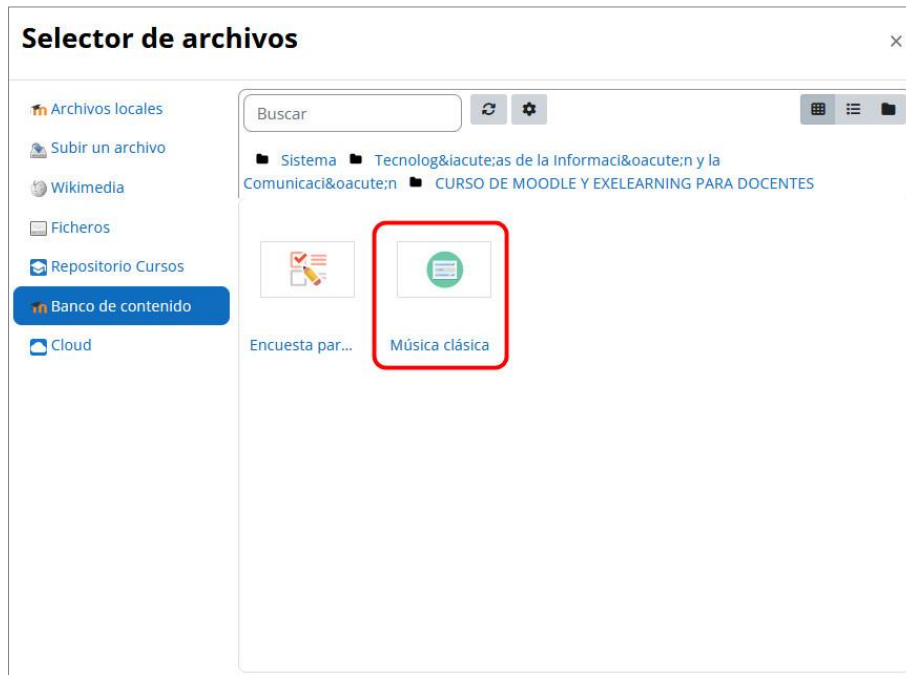 Selector de archivos
Archivos locales
Subir un archivo
Wikimedia
Ficheros
Repositorio Cursos
Banco de contenido
Cloud
Buscar
Sistema Tecnolog&iacute;as de la Informaci&oacute;n y la
Comunicaci&oacute;n CURSO DE MOODLE Y EXELEARNING PARA DOCENTES
Encuesta par... Música clásica